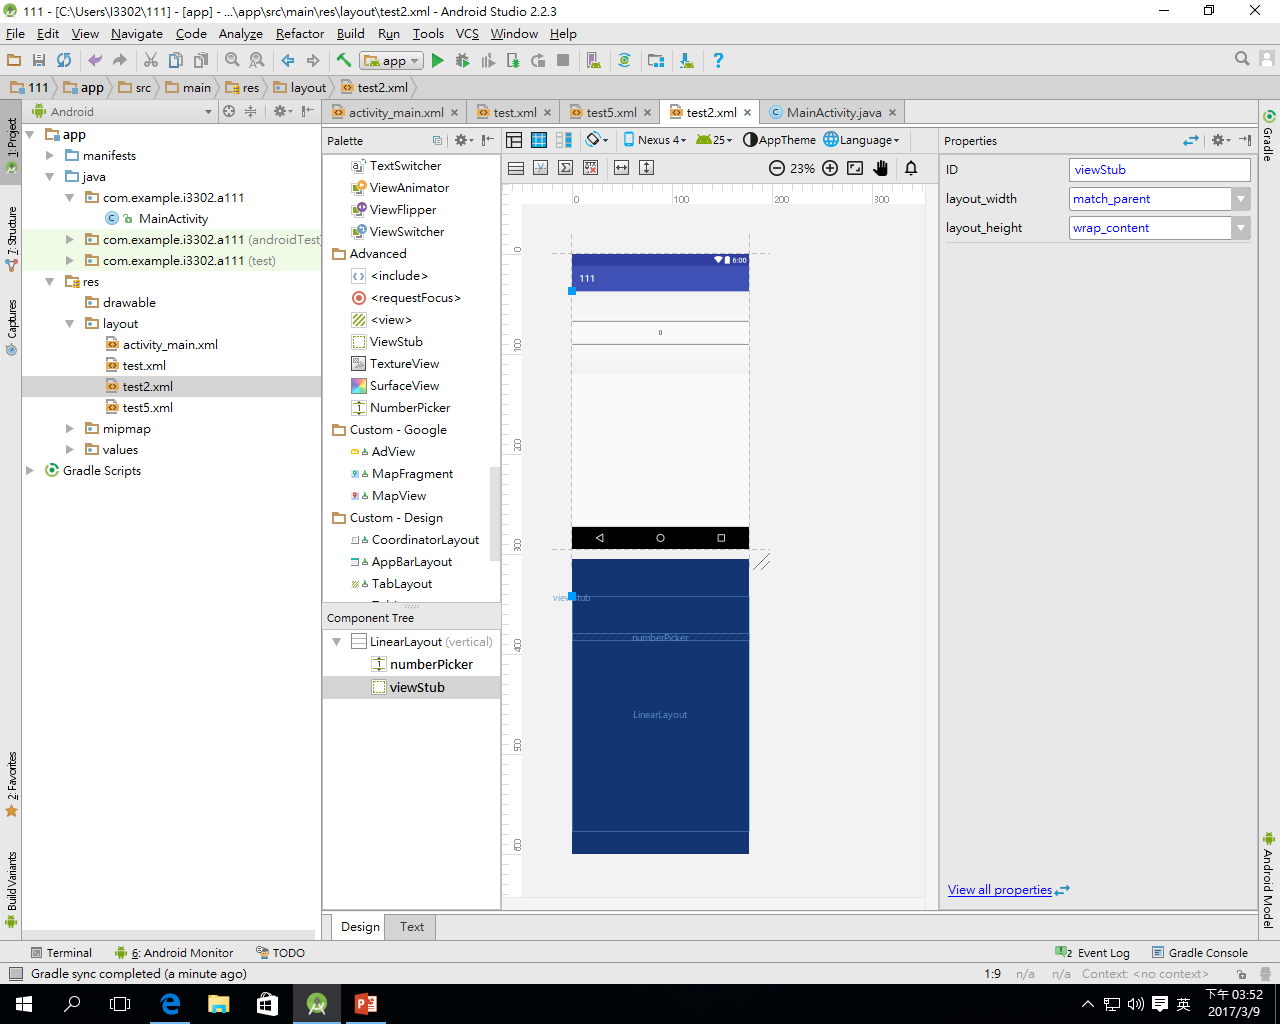 111 - [C:\Users\I3302\111] - [app] - ...\app\src\main\res\layout\test2.xml - Android Studio 2.2.3
File Edit View Navigate Code Analyze Refactor Build Run Tools VCS Window Help
app
111 app src main res layout test2.xml
Android
activity_main.xml test.xml test5.xml test2.xml MainActivity.java
1: Project
7: Structure
Captures
2: Favorites
Build Variants
app
manifests
java
com.example.i3302.a111
MainActivity
com.example.i3302.a111 (androidTest)
com.example.i3302.a111 (test)
res
drawable
layout
activity_main.xml
test.xml
test2.xml
test5.xml
mipmap
values
Gradle Scripts
Palette
TextSwitcher
ViewAnimator
ViewFlipper
ViewSwitcher
Advanced
<include>
<requestFocus>
<view>
ViewStub
TextureView
SurfaceView
NumberPicker
Custom - Google
AdView
MapFragment
MapView
Custom - Design
CoordinatorLayout
AppBarLayout
TabLayout
Component Tree
LinearLayout (vertical)
numberPicker
viewStub
Nexus 4 25 AppTheme Language
23%
0 100 200 300
0
100
200
300
400
500
600
6:00
111
0
viewStub
numberPicker
LinearLayout
Properties
ID viewStub
layout_width match_parent
layout_height wrap_content
View all properties
Gradle
Android Model
Design Text
Terminal 6: Android Monitor TODO 2 Event Log Gradle Console
Gradle sync completed (a minute ago) 1:9 n/a n/a Context: <no context>
英 下午 03:52
2017/3/9